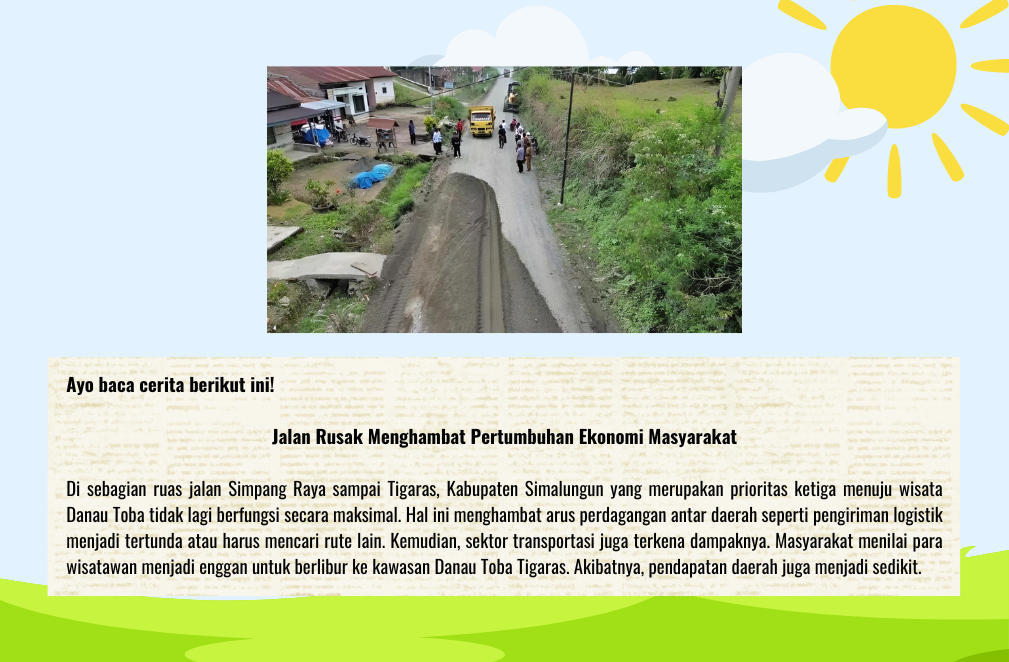 Ayo baca cerita berikut ini!
Jalan Rusak Menghambat Pertumbuhan Ekonomi Masyarakat
Di sebagian ruas jalan Simpang Raya sampai Tigaras, Kabupaten Simalungun yang merupakan prioritas ketiga menuju wisata
Danau Toba tidak lagi berfungsi secara maksimal. Hal ini menghambat arus perdagangan antar daerah seperti pengiriman logistik
menjadi tertunda atau harus mencari rute lain. Kemudian, sektor transportasi juga terkena dampaknya. Masyarakat menilai para
wisatawan menjadi enggan untuk berlibur ke kawasan Danau Toba Tigaras. Akibatnya, pendapatan daerah juga menjadi sedikit.